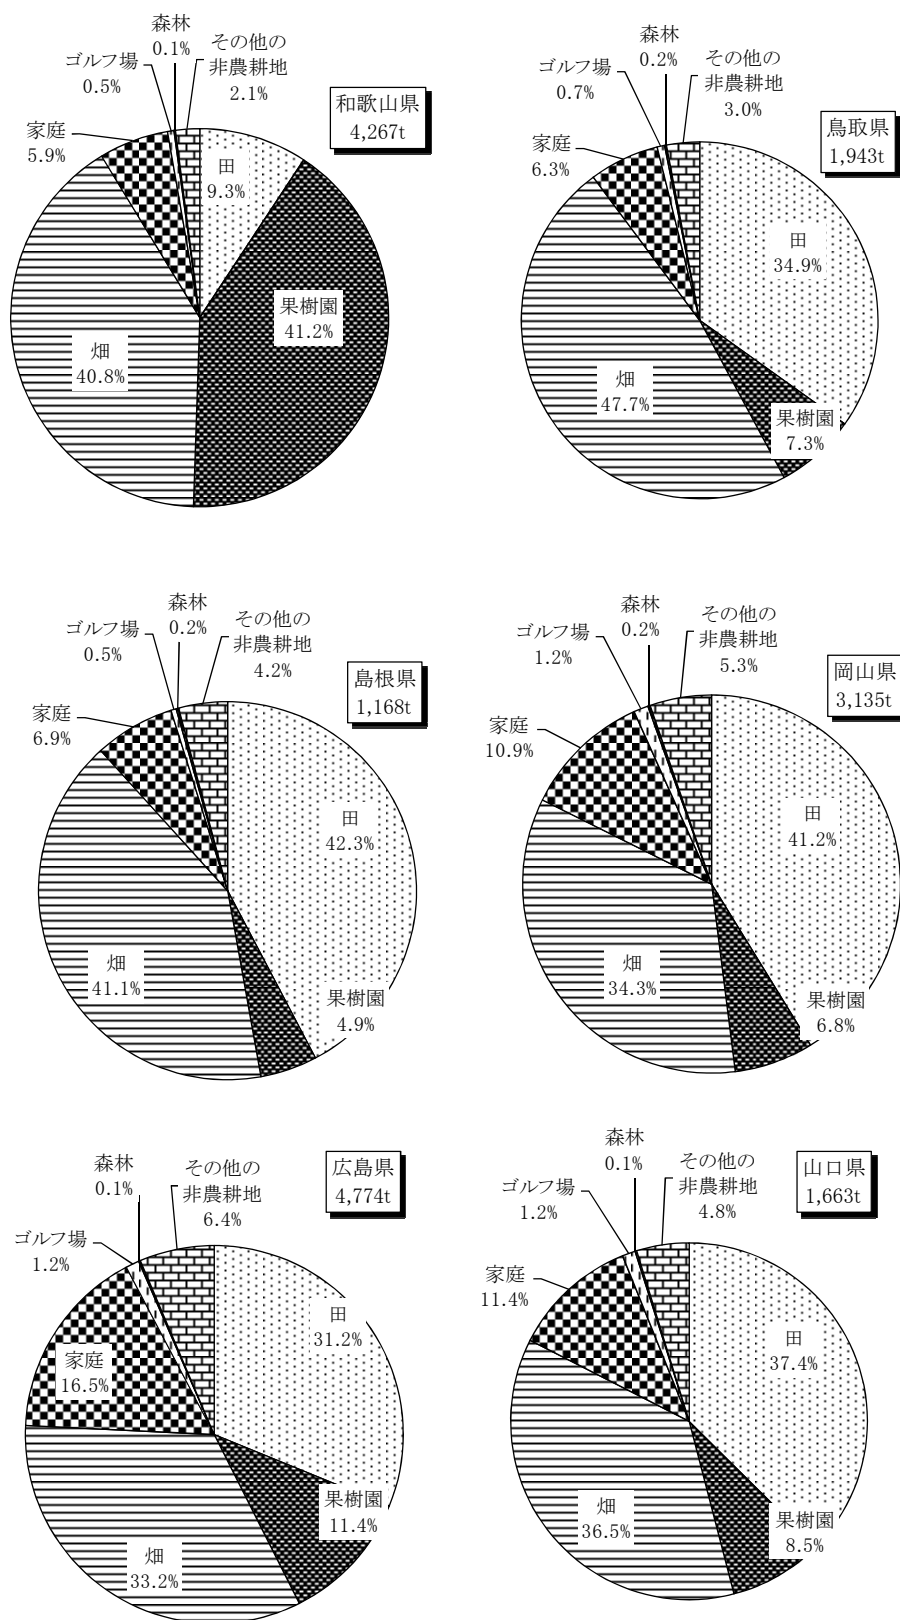 森林
0.1%
ゴルフ場
0.5%
その他の
非農耕地
2.1%
和歌山県
4,267t
家庭
5.9%
田
9.3%
果樹園
41.2%
畑
40.8%
森林
0.2%
ゴルフ場
0.7%
その他の
非農耕地
3.0%
鳥取県
1,943t
家庭
6.3%
田
34.9%
畑
47.7%
果樹園
7.3%
森林
0.2%
ゴルフ場
0.5%
その他の
非農耕地
4.2%
島根県
1,168t
家庭
6.9%
田
42.3%
畑
41.1%
果樹園
4.9%
森林
0.2%
ゴルフ場
1.2%
その他の
非農耕地
5.3%
岡山県
3,135t
家庭
10.9%
田
41.2%
畑
34.3%
果樹園
6.8%
森林
0.1%
その他の
非農耕地
6.4%
広島県
4,774t
ゴルフ場
1.2%
田
31.2%
家庭
16.5%
果樹園
11.4%
畑
33.2%
森林
0.1%
ゴルフ場
1.2%
その他の
非農耕地
4.8%
山口県
1,663t
家庭
11.4%
田
37.4%
畑
36.5%
果樹園
8.5%